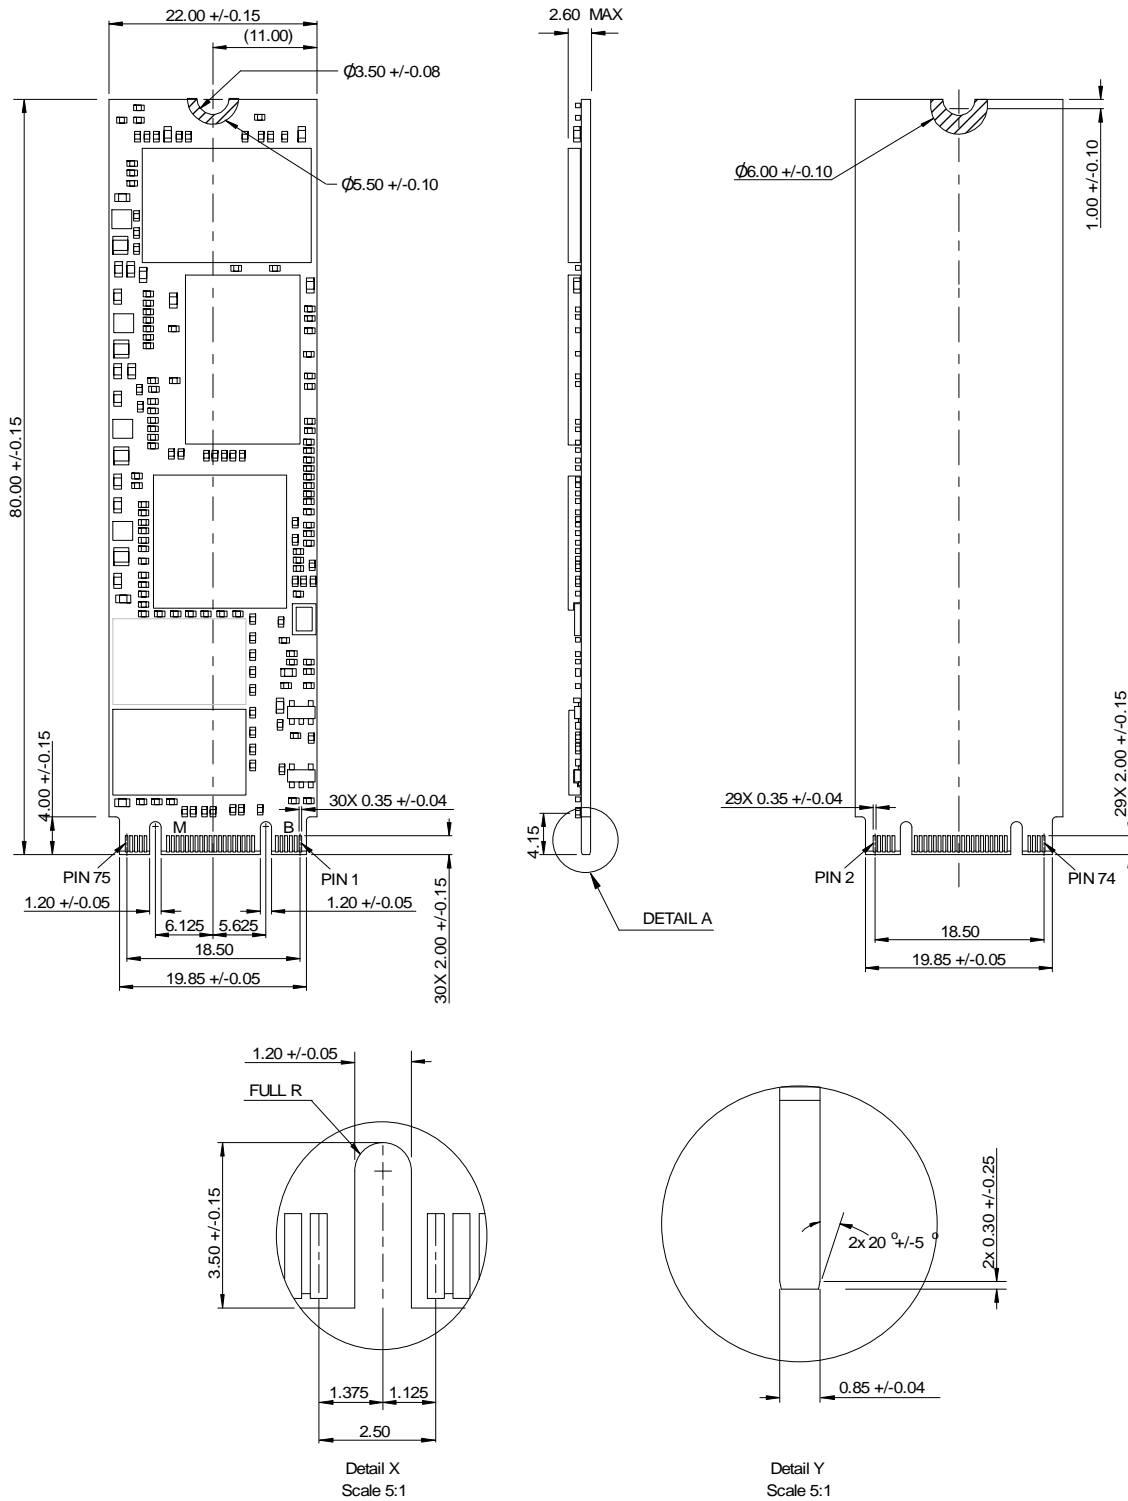 22.00 +/-0.15
2.60 MAX
(11.00)
Ø3.50 +/-0.08
Ø5.50 +/-0.10
Ø6.00 +/-0.10
1.00 +/-0.10
80.00 +/-0.15
4.00 +/-0.15
M
B
30X 0.35 +/-0.04
4.15
29X 0.35 +/-0.04
29X 2.00 +/-0.15
PIN 75
PIN 1
PIN 2
PIN 74
1.20 +/-0.05
1.20 +/-0.05
30X 2.00 +/-0.15
DETAIL A
6.125
5.625
18.50
18.50
19.85 +/-0.05
19.85 +/-0.05
1.20 +/-0.05
FULL R
3.50 +/-0.15
2x 20 o+/-5 o
2x 0.30 +/-0.25
1.375
1.125
0.85 +/-0.04
2.50
Detail X
Scale 5:1
Detail Y
Scale 5:1